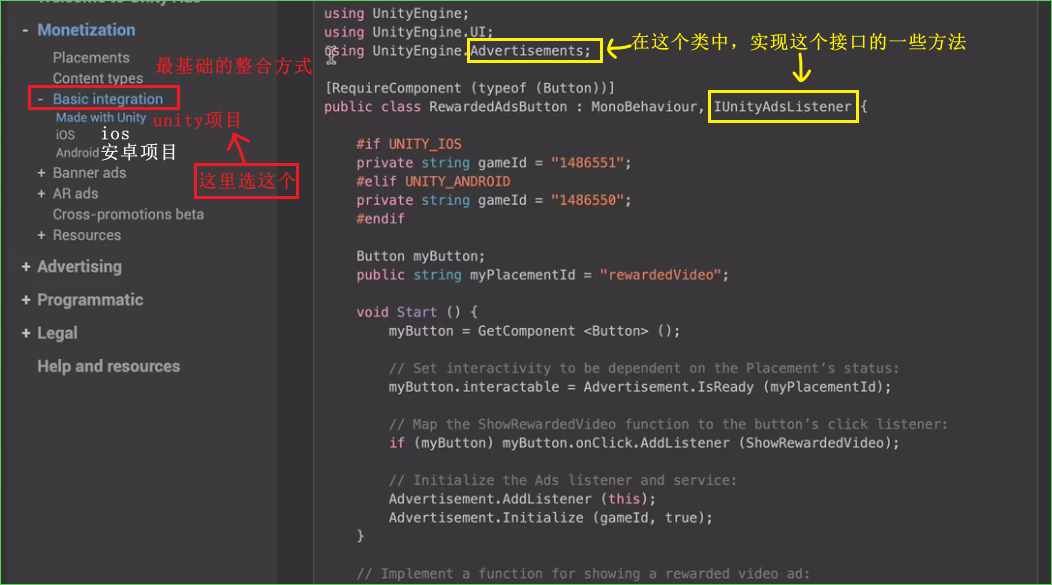 Welcome to Unity Ads
- Monetization
Placements
Content types
最基础的整合方式
- Basic integration
Made with Unity
unity项目
iOS
ios
Android
安卓项目
这里选这个
+ Banner ads
+ AR ads
Cross-promotions beta
+ Resources
+ Advertising
+ Programmatic
+ Legal
Help and resources
using UnityEngine;
using UnityEngine.UI;
using UnityEngine.Advertisements;
在这个类中，实现这个接口的一些方法
[RequireComponent (typeof (Button))]
public class RewardedAdsButton : MonoBehaviour, IUnityAdsListener {
#if UNITY_IOS
private string gameId = "1486551";
#elif UNITY_ANDROID
private string gameId = "1486550";
#endif
Button myButton;
public string myPlacementId = "rewardedVideo";
void Start () {
myButton = GetComponent <Button> ();
// Set interactivity to be dependent on the Placement’s status:
myButton.interactable = Advertisement.IsReady (myPlacementId);
// Map the ShowRewardedVideo function to the button’s click listener:
if (myButton) myButton.onClick.AddListener (ShowRewardedVideo);
// Initialize the Ads listener and service:
Advertisement.AddListener (this);
Advertisement.Initialize (gameId, true);
}
// Implement a function for showing a rewarded video ad: